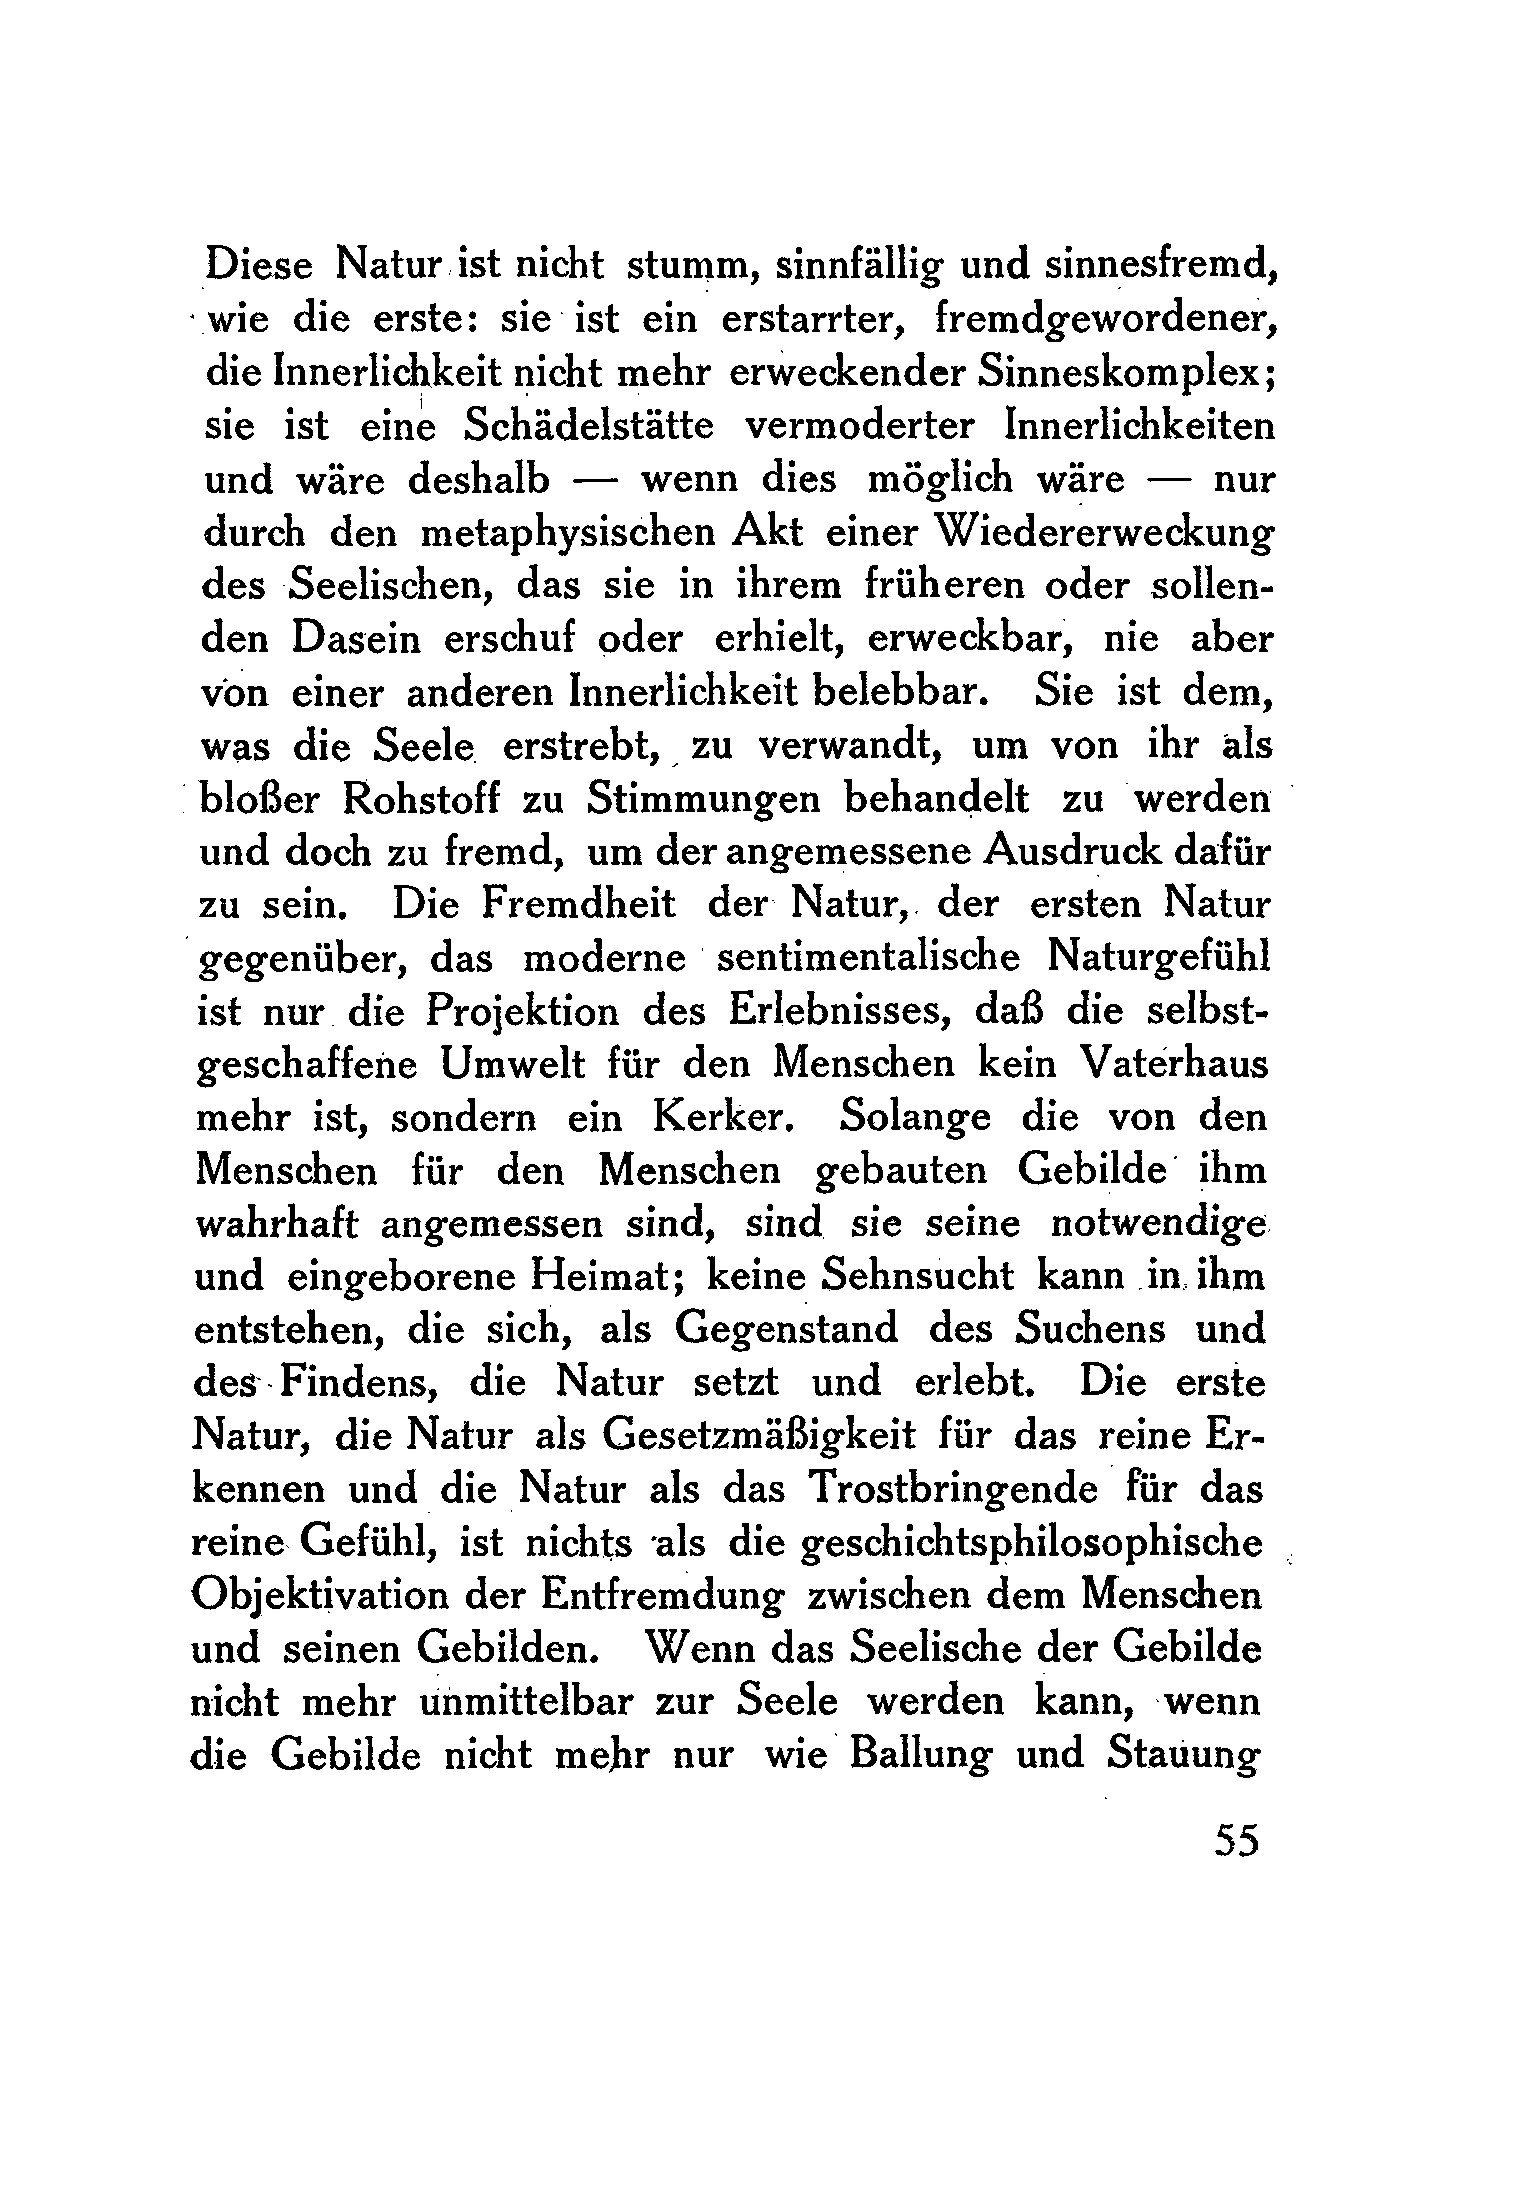 Diese Natur ist nicht stumm, sinnfällig und sinnesfremd,
wie die erste: sie ist ein erstarrter, fremdgewordener,
die Innerlichkeit nicht mehr erweckender Sinneskomplex;
sie ist eine Schädelstätte vermoderter Innerlichkeiten
und wäre deshalb — wenn dies möglich wäre — nur
durch den metaphysischen Akt einer Wiedererweckung
des Seelischen, das sie in ihrem früheren oder sollen-
den Dasein erschuf oder erhielt, erweckbar, nie aber
von einer anderen Innerlichkeit belebbar. Sie ist dem,
was die Seele erstrebt, zu verwandt, um von ihr als
bloßer Rohstoff zu Stimmungen behandelt zu werden
und doch zu fremd, um der angemessene Ausdruck dafür
zu sein. Die Fremdheit der Natur, der ersten Natur
gegenüber, das moderne sentimentalische Naturgefühl
ist nur die Projektion des Erlebnisses, daß die selbst-
geschaffene Umwelt für den Menschen kein Vaterhaus
mehr ist, sondern ein Kerker. Solange die von den
Menschen für den Menschen gebauten Gebilde ihm
wahrhaft angemessen sind, sind sie seine notwendige
und eingeborene Heimat; keine Sehnsucht kann in ihm
entstehen, die sich, als Gegenstand des Suchens und
des Findens, die Natur setzt und erlebt. Die erste
Natur, die Natur als Gesetzmäßigkeit für das reine Er-
kennen und die Natur als das Trostbringende für das
reine Gefühl, ist nichts als die geschichtsphilosophische
Objektivation der Entfremdung zwischen dem Menschen
und seinen Gebilden. Wenn das Seelische der Gebilde
nicht mehr unmittelbar zur Seele werden kann, wenn
die Gebilde nicht mehr nur wie Ballung und Stauung
55